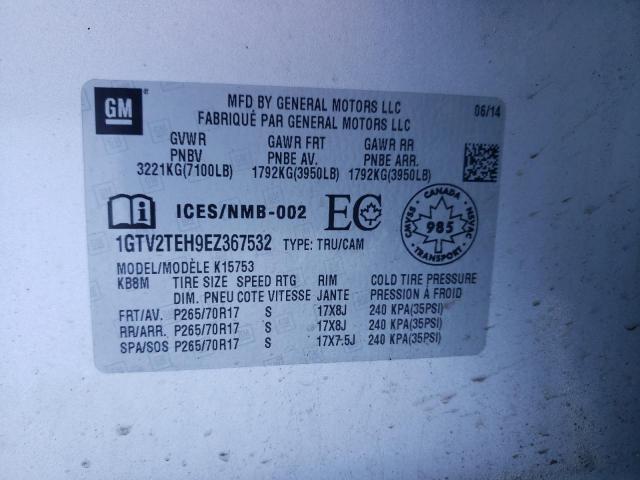 GM
MFD BY GENERAL MOTORS LLC
06/14
FABRIQUÉ PAR GENERAL MOTORS LLC
GVWR GAWR FRT GAWR RR
PNBV PNBE AV. PNBE ARR.
3221KG(7100LB) 1792KG(3950LB) 1792KG(3950LB)
ICES/NMB-002 EC
CANADA CMVSS 985 NSVAC TRANSPORT
1GTV2TEH9EZ367532 TYPE: TRU/CAM
MODEL/MODÈLE K15753
KB8M TIRE SIZE SPEED RTG RIM COLD TIRE PRESSURE
DIM. PNEU COTE VITESSE JANTE PRESSION À FROID
FRT/AV. P265/70R17 S 17X8J 240 KPA(35PSI)
RR/ARR. P265/70R17 S 17X8J 240 KPA(35PSI)
SPA/SOS P265/70R17 S 17X7.5J 240 KPA(35PSI)